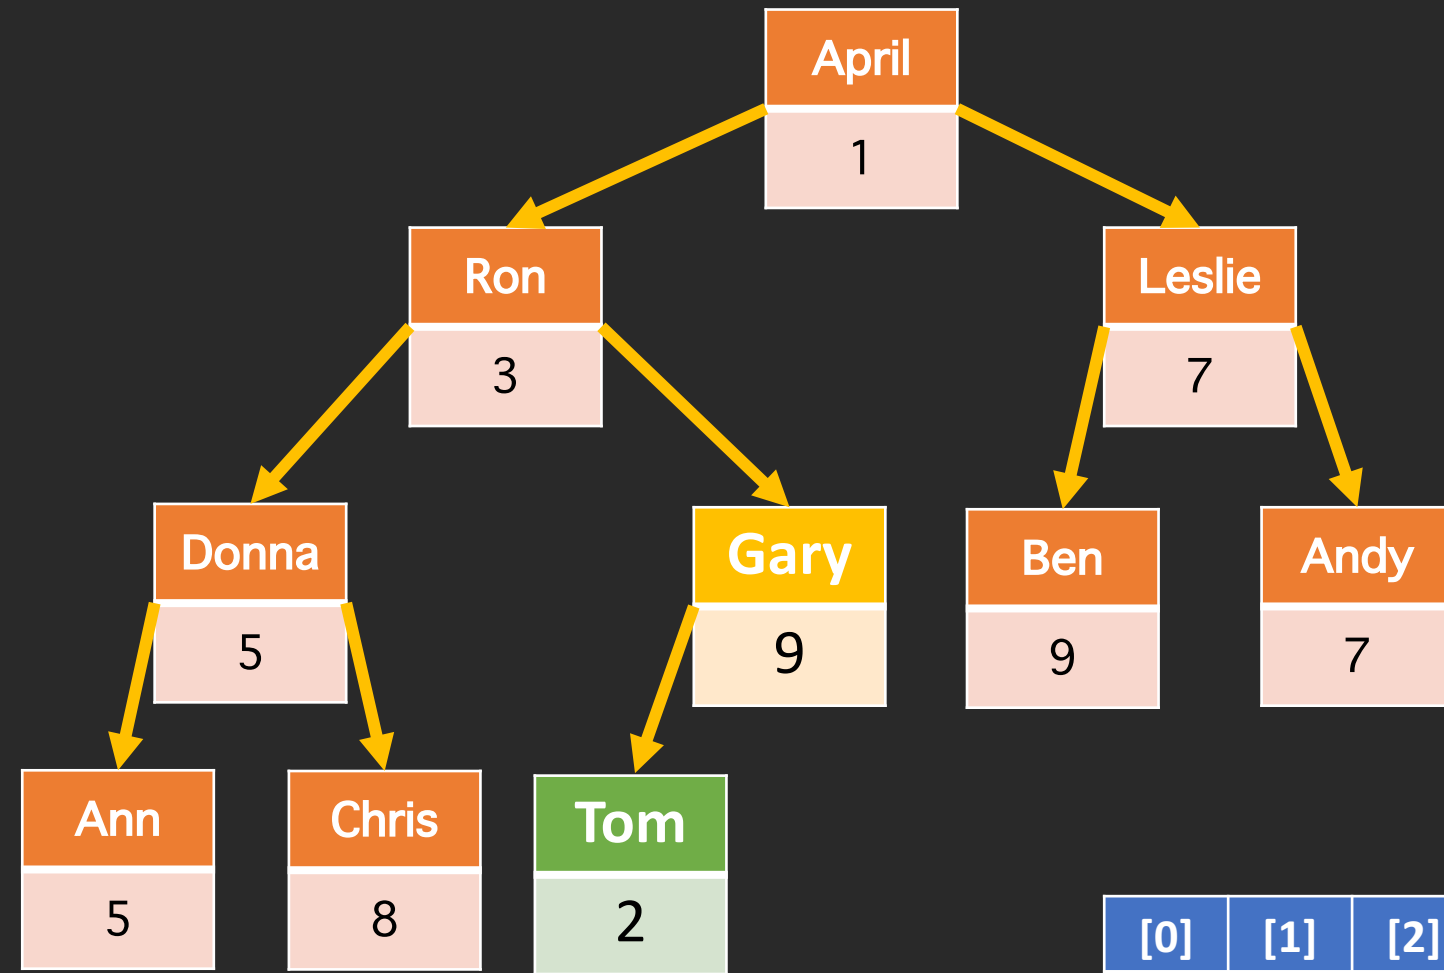 April
1
Ron
Leslie
3
7
Donna
Gary
Ben
Andy
5
9
9
7
Ann
Chris
Tom
5
8
2
[0] [1] [2]